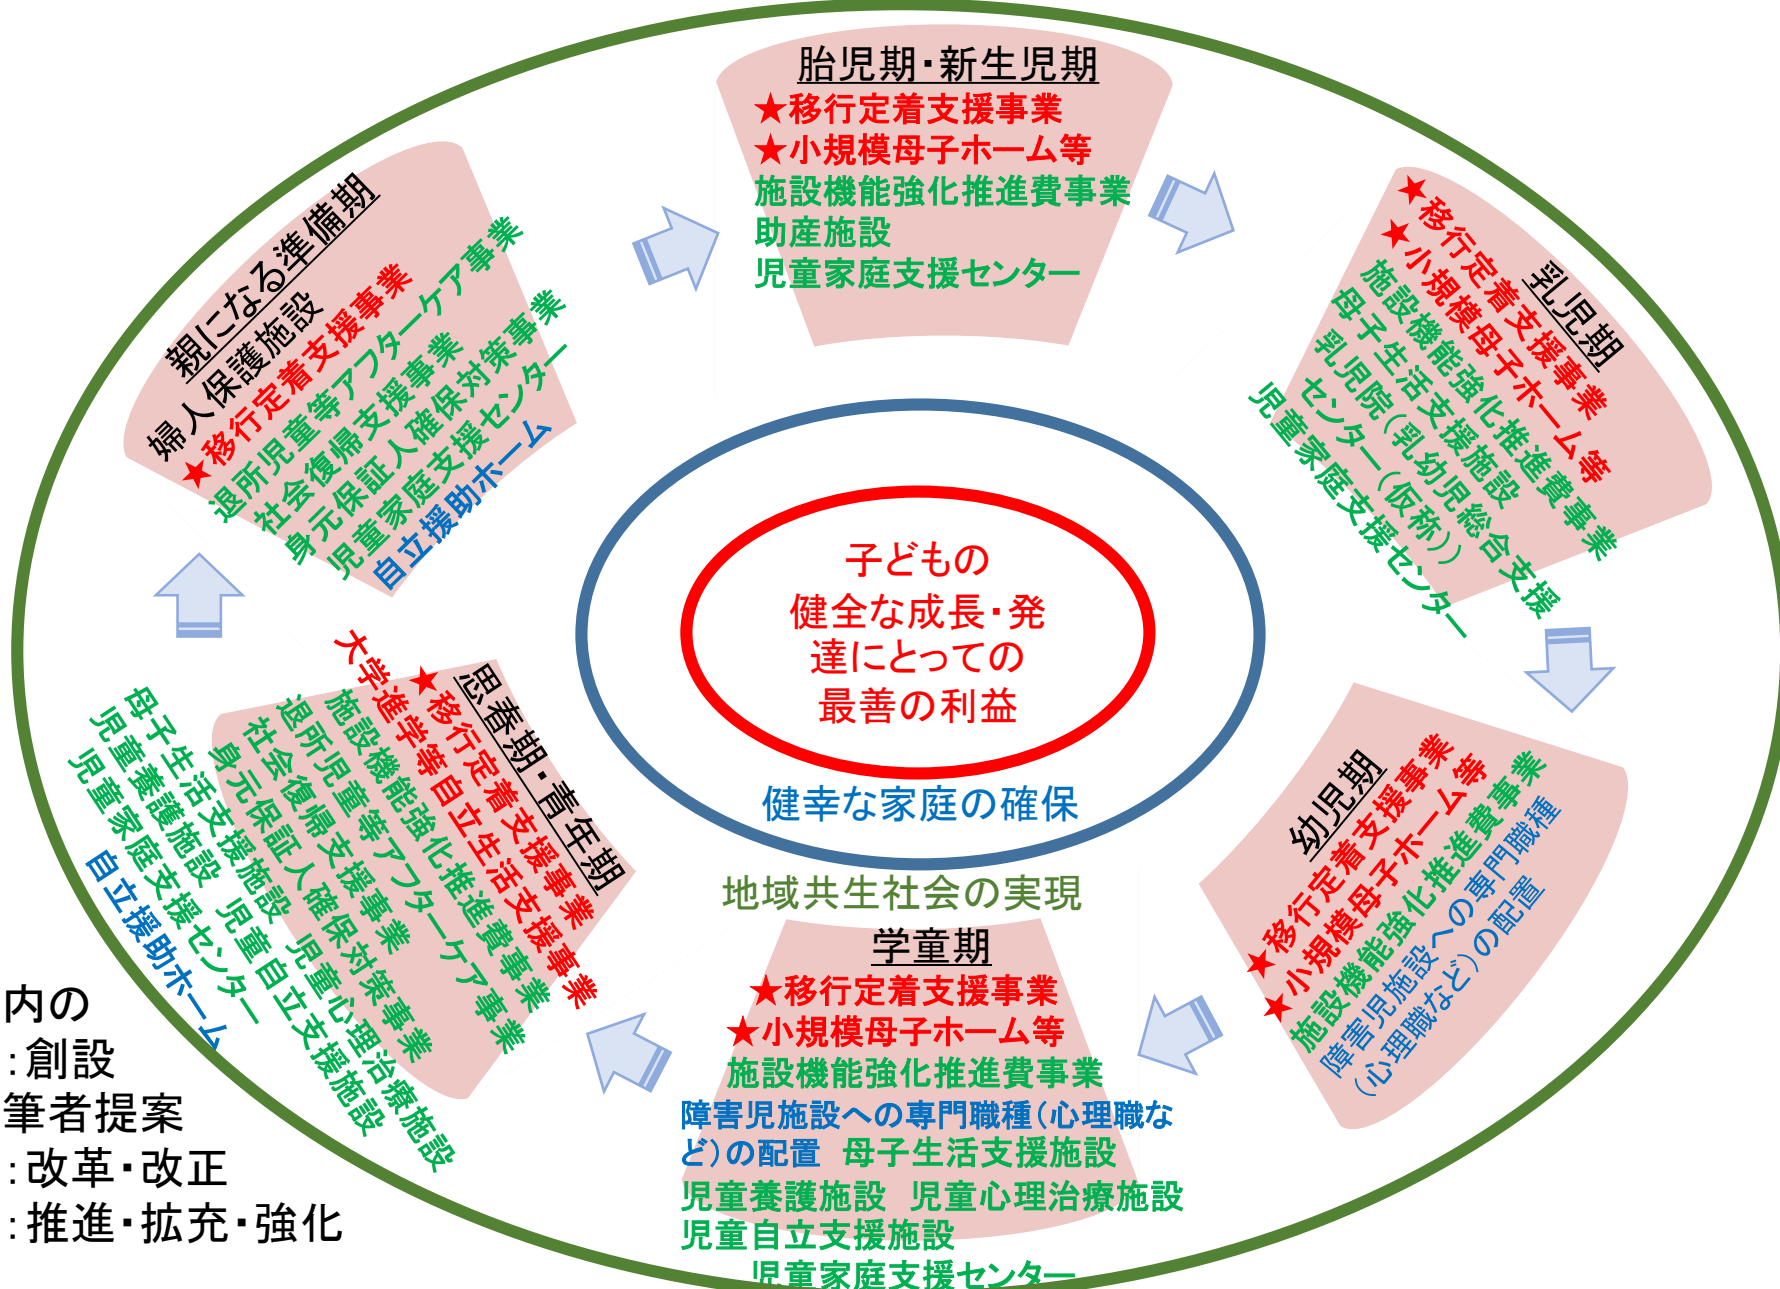 胎児期・新生児期
★移行定着支援事業
★小規模母子ホーム等
施設機能強化推進費事業
助産施設
児童家庭支援センター
乳児期
★移行定着支援事業
★小規模母子ホーム等
施設機能強化推進費事業
母子生活支援施設
乳児院(乳幼児総合支援
センター(仮称))
児童家庭支援センター
幼児期
★移行定着支援事業
★小規模母子ホーム等
施設機能強化推進費事業
障害児施設への専門職種
(心理職など)の配置
学童期
★移行定着支援事業
★小規模母子ホーム等
施設機能強化推進費事業
障害児施設への専門職種(心理職な
ど)の配置 母子生活支援施設
児童養護施設 児童心理治療施設
児童自立支援施設
児童家庭支援センター
思春期・青年期
★移行定着支援事業
大学進学等自立生活支援事業
施設機能強化推進費事業
退所児童等アフターケア事業
社会復帰支援事業
身元保証人確保対策事業
母子生活支援施設 児童心理治療施設
児童養護施設 児童自立支援施設
児童家庭支援センター
自立援助ホーム
親になる準備期
婦人保護施設
★移行定着支援事業
退所児童等アフターケア事業
社会復帰支援事業
身元保証人確保対策事業
児童家庭支援センター
自立援助ホーム
子どもの
健全な成長・発
達にとっての
最善の利益
健幸な家庭の確保
地域共生社会の実現
内の
:創設
筆者提案
:改革・改正
:推進・拡充・強化